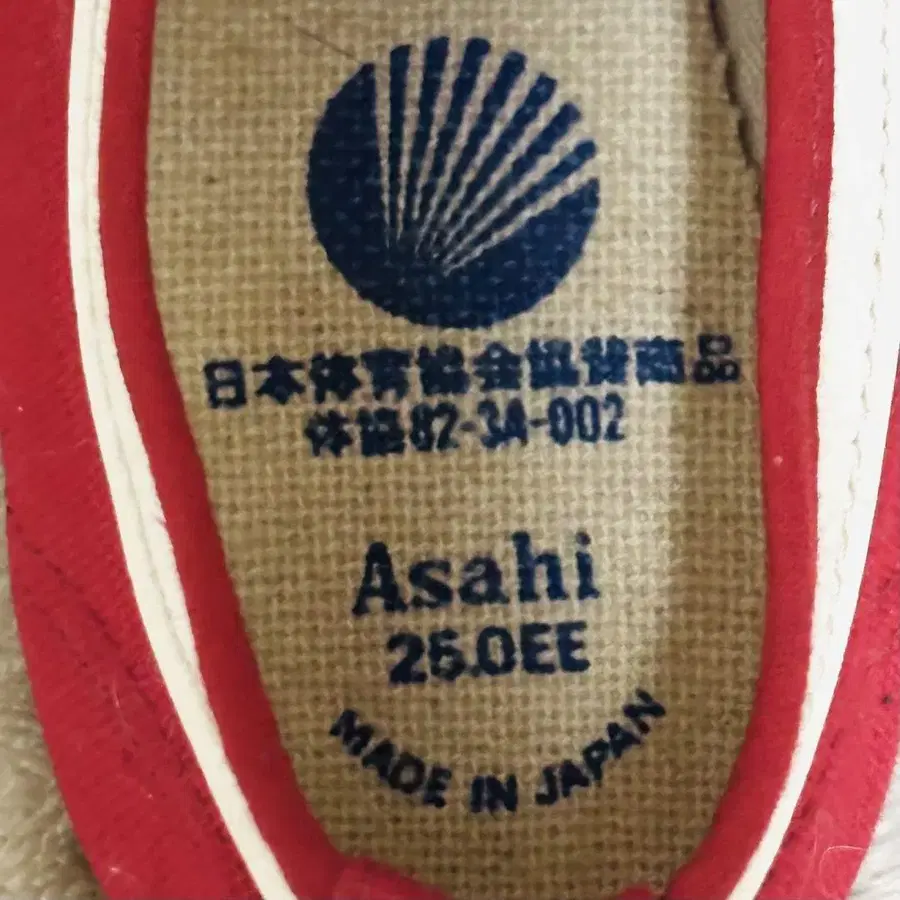 日本体育協会協賛商品
体協82-3A-002
Asahi
25.0EE
MADE IN JAPAN